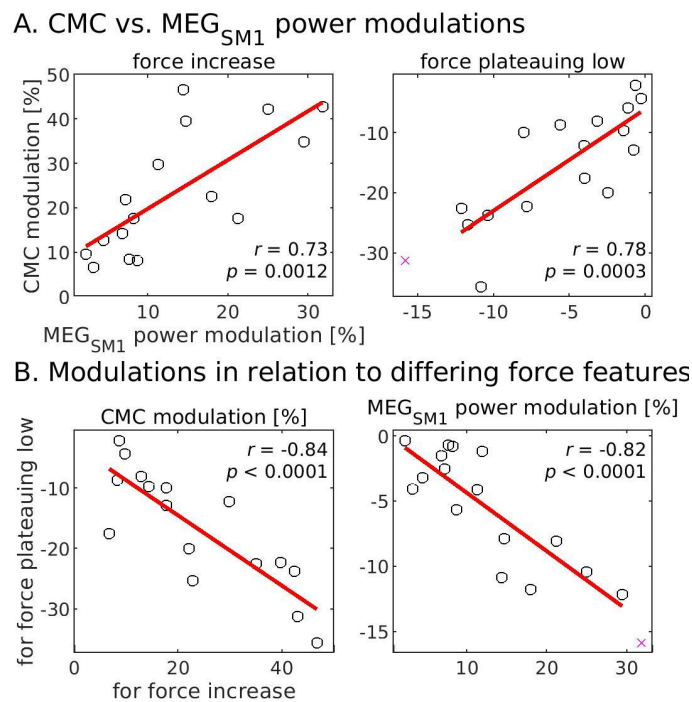 A. CMC vs. MEG_SM1 power modulations
force increase
force plateauing low
CMC modulation [%]
50
40
30
20
10
0
r = 0.73
p = 0.0012
10
20
30
-10
-20
-30
r = 0.78
p = 0.0003
-15
-10
-5
0
MEG_SM1 power modulation [%]
B. Modulations in relation to differing force features
CMC modulation [%]
MEG_SM1 power modulation [%]
for force plateauing low
-10
-20
-30
r = -0.84
p < 0.0001
0
20
40
0
-5
-10
-15
r = -0.82
p < 0.0001
10
20
30
for force increase